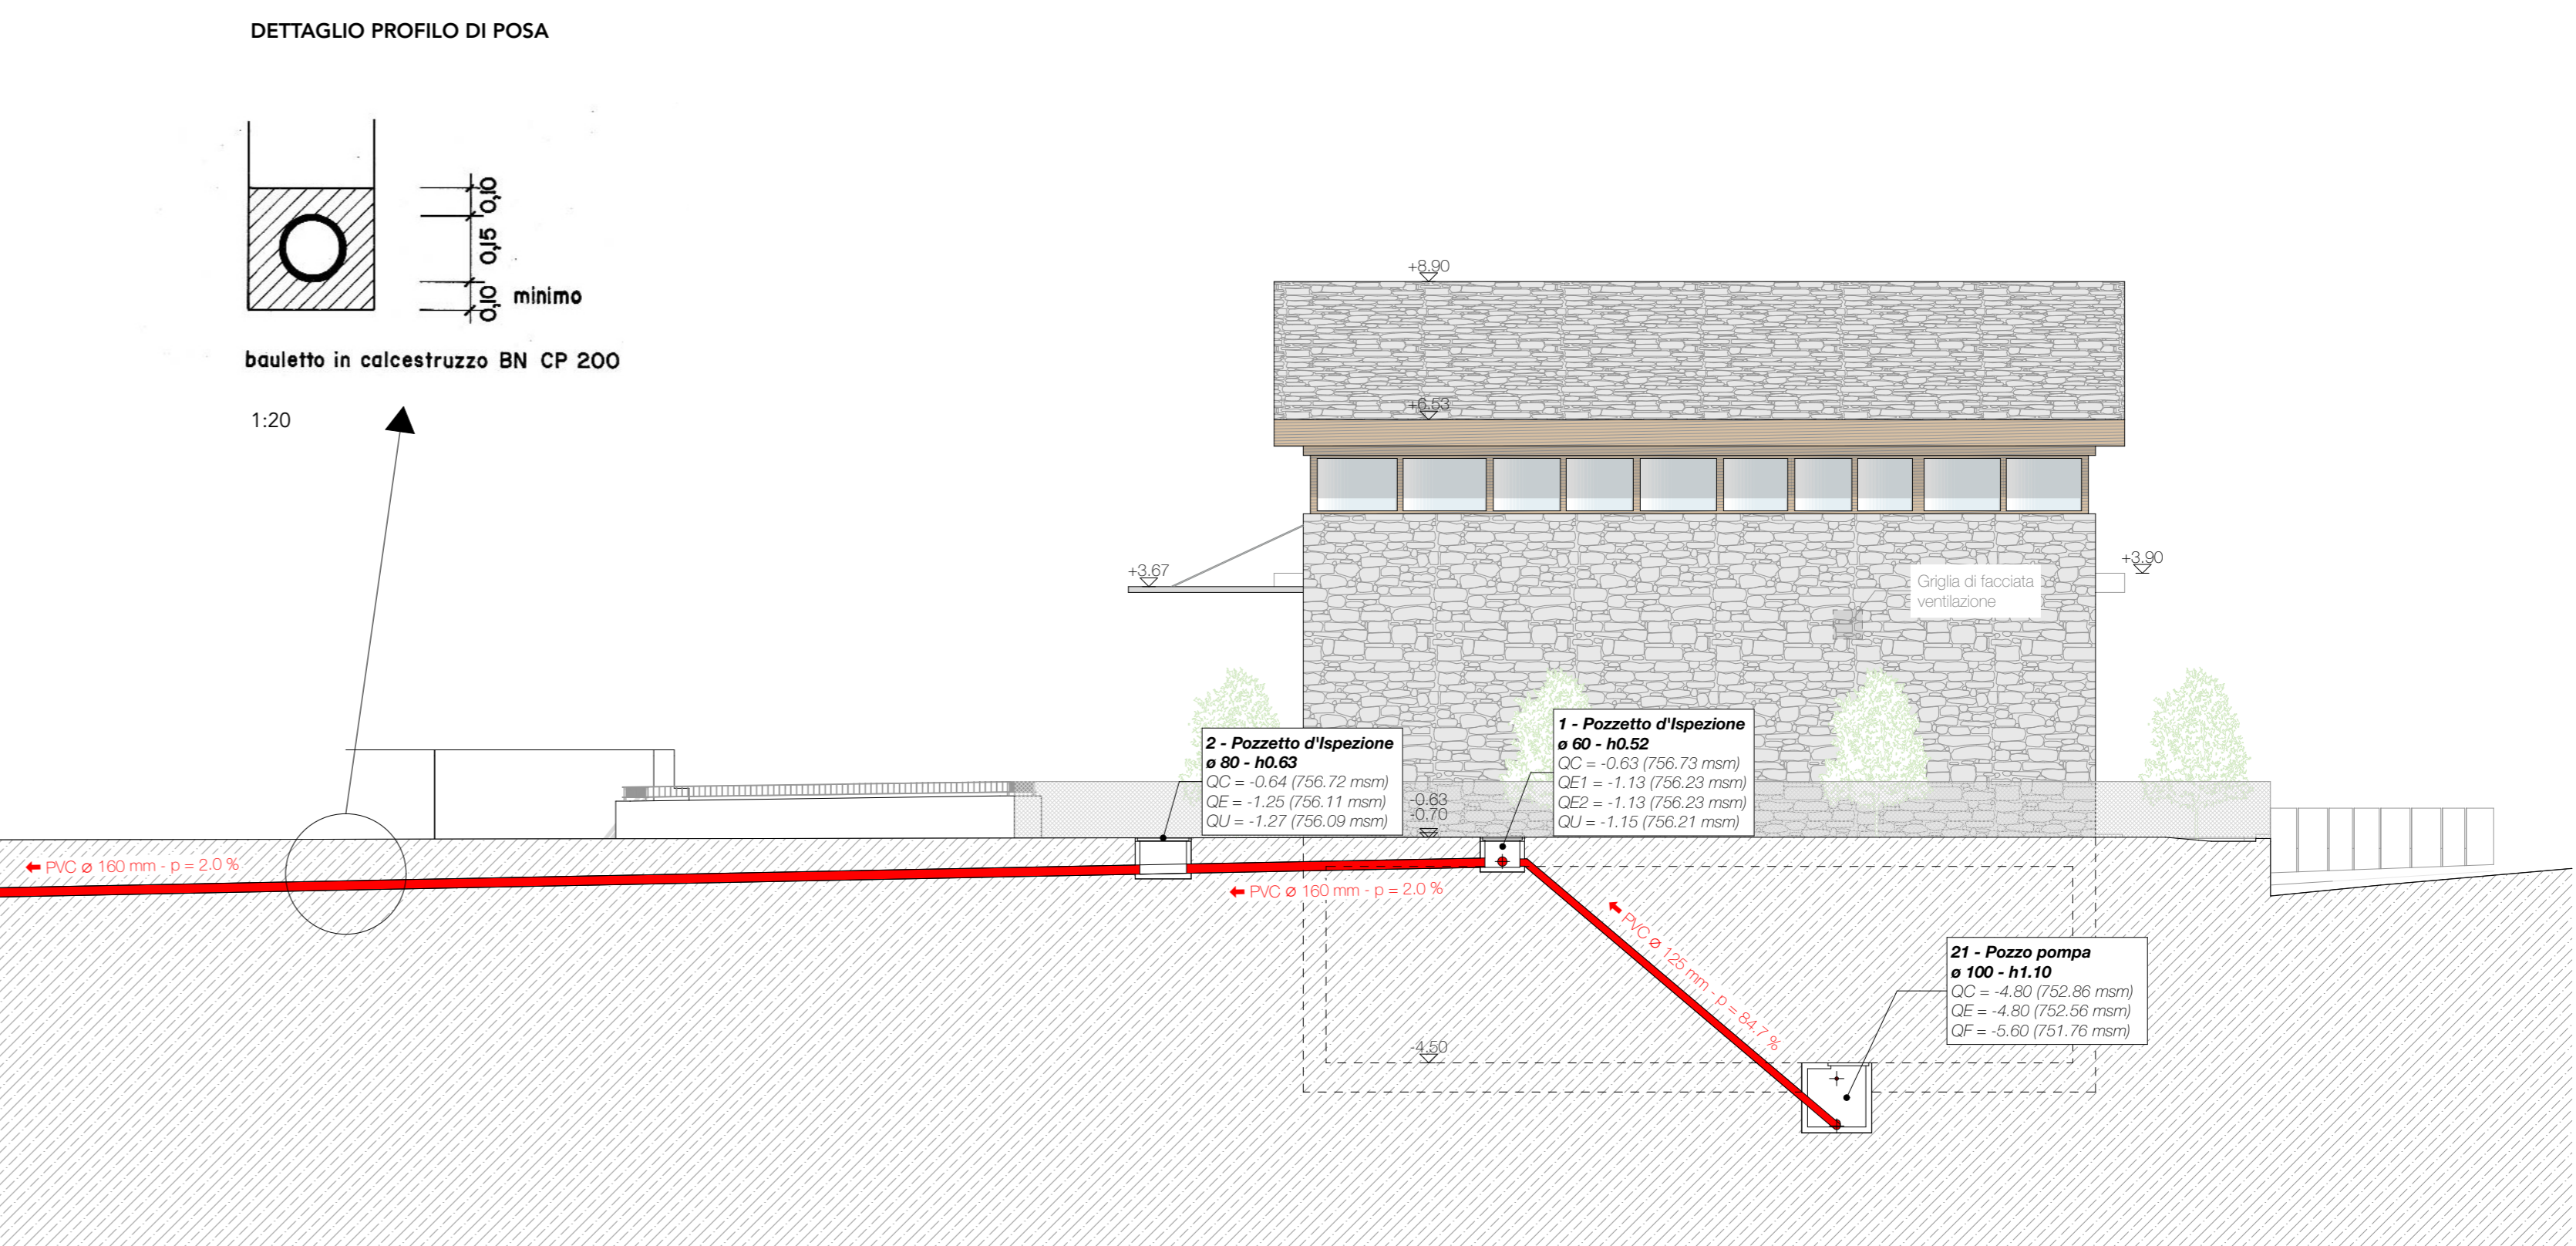 DETTAGLIO PROFILO DI POSA
0,10
0,15
0,10 minimo
bauletto in calcestruzzo BN CP 200
1:20
+8.90
+6.53
+3.67
+3.90
Griglia di facciata
ventilazione
2 - Pozzetto d'Ispezione
ø 80 - h0.63
QC = -0.64 (756.72 msm)
QE = -1.25 (756.11 msm)
QU = -1.27 (756.09 msm)
1 - Pozzetto d'Ispezione
ø 60 - h0.52
QC = -0.63 (756.73 msm)
QE1 = -1.13 (756.23 msm)
QE2 = -1.13 (756.23 msm)
QU = -1.15 (756.21 msm)
-0.63
-0.70
PVC ø 160 mm - p = 2.0 %
PVC ø 160 mm - p = 2.0 %
PVC ø 125 mm - p = 84.7 %
21 - Pozzo pompa
ø 100 - h1.10
QC = -4.80 (752.86 msm)
QE = -4.80 (752.56 msm)
QF = -5.60 (751.76 msm)
-4.50